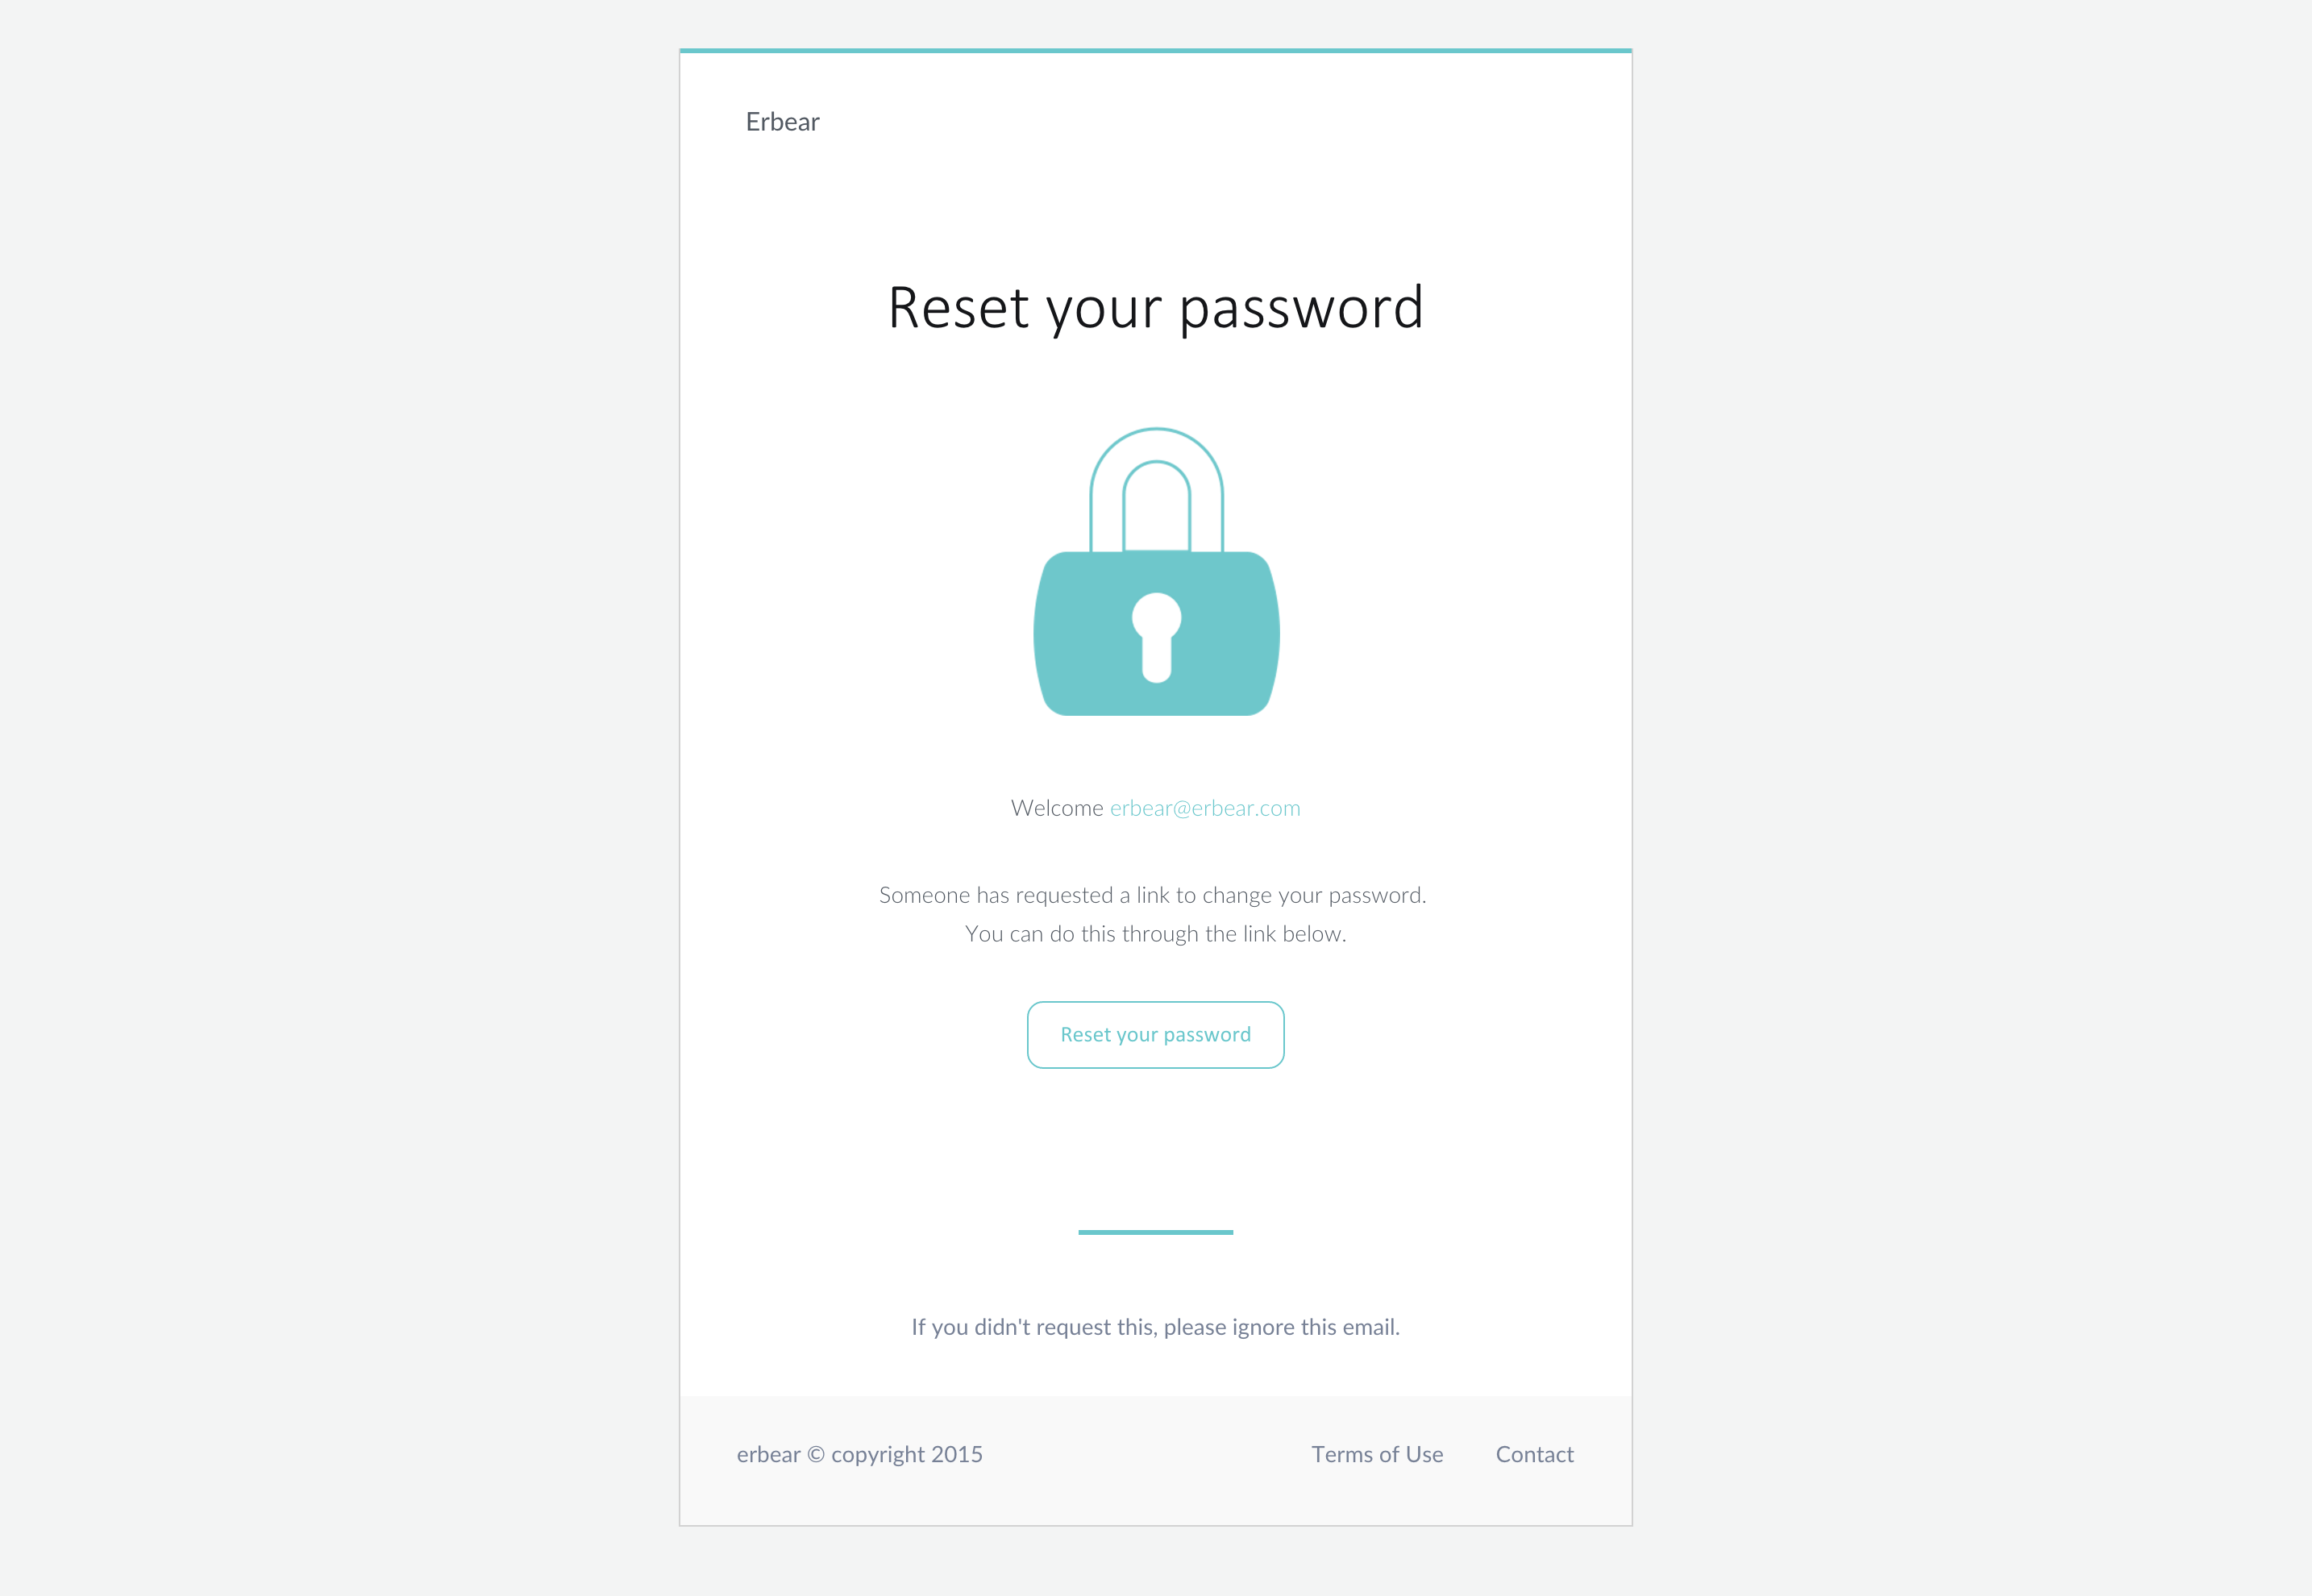 Erbear
Reset your password
Welcome erbear@erbear.com
Someone has requested a link to change your password.
You can do this through the link below.
Reset your password
If you didn't request this, please ignore this email.
erbear © copyright 2015 Terms of Use Contact